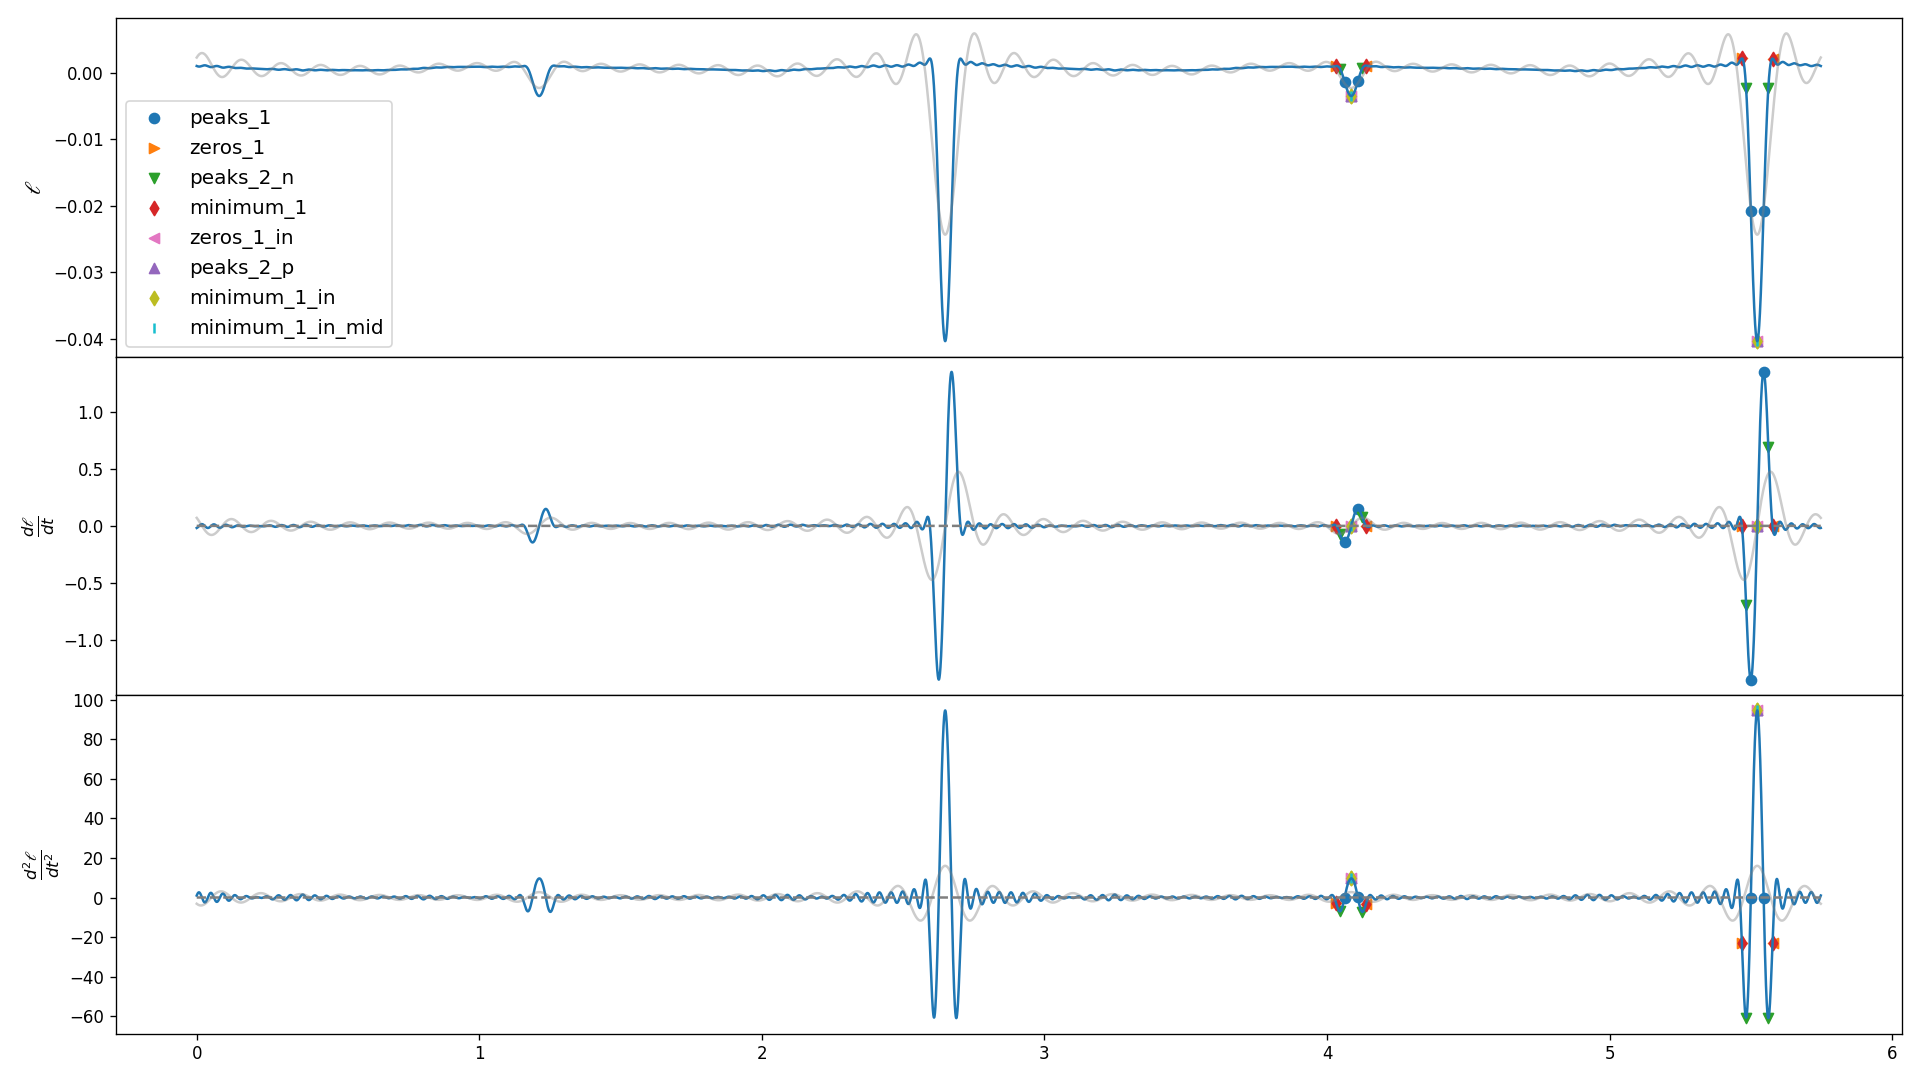 0.00
−0.01
−0.02
−0.03
−0.04
ℓ
peaks_1
zeros_1
peaks_2_n
minimum_1
zeros_1_in
peaks_2_p
minimum_1_in
minimum_1_in_mid
1.0
0.5
0.0
−0.5
−1.0
dℓ
dt
100
80
60
40
20
0
−20
−40
−60
d²ℓ
dt²
0 1 2 3 4 5 6